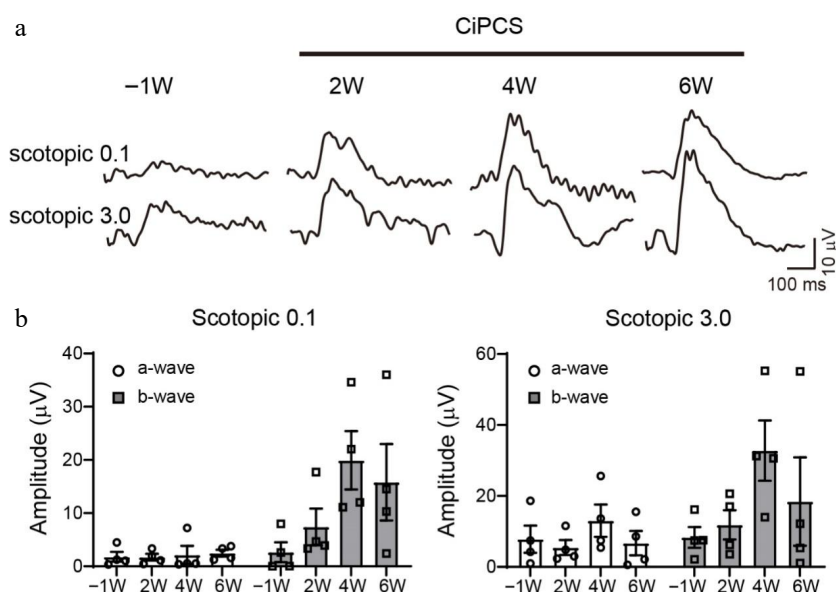 a
CiPCS
−1W 2W 4W 6W
scotopic 0.1
scotopic 3.0
10 μV
100 ms
b
Scotopic 0.1
Scotopic 3.0
Amplitude (μV)
40
30
20
10
0
a-wave
b-wave
−1W 2W 4W 6W −1W 2W 4W 6W
Amplitude (μV)
60
40
20
0
a-wave
b-wave
−1W 2W 4W 6W −1W 2W 4W 6W